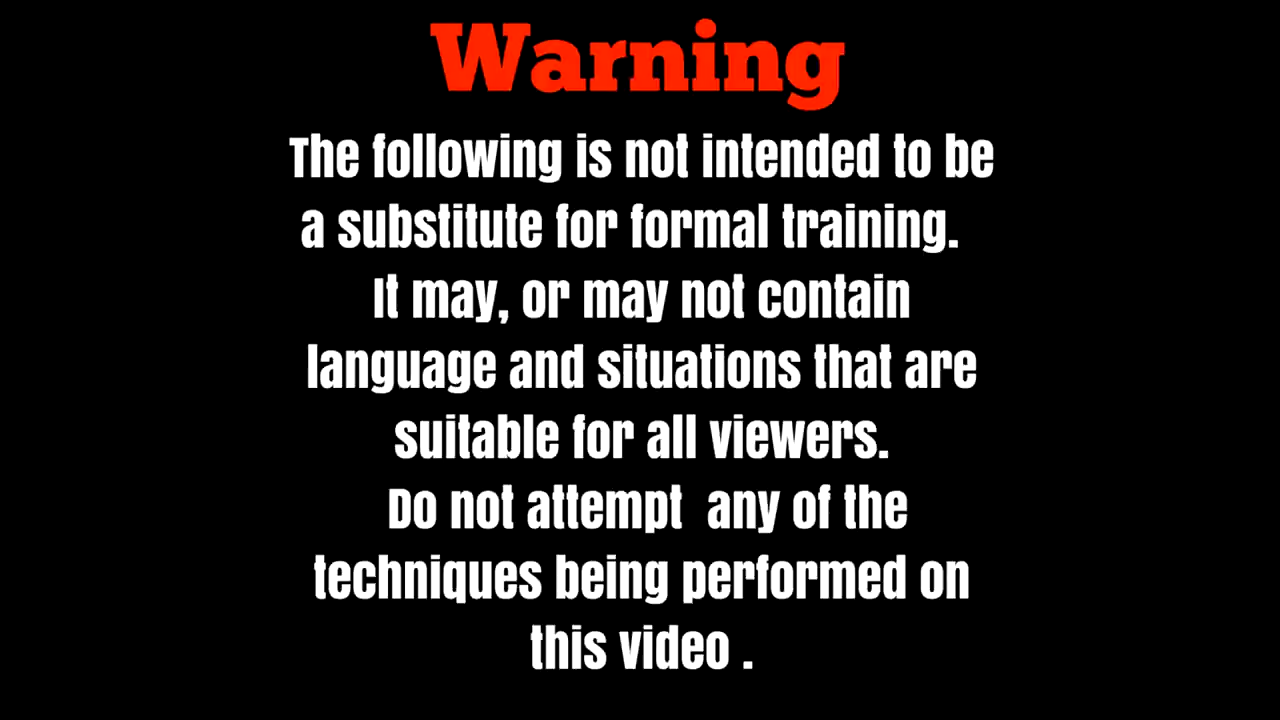 Warning
The following is not intended to be
a substitute for formal training.
It may, or may not contain
language and situations that are
suitable for all viewers.
Do not attempt  any of the
techniques being performed on
this video .